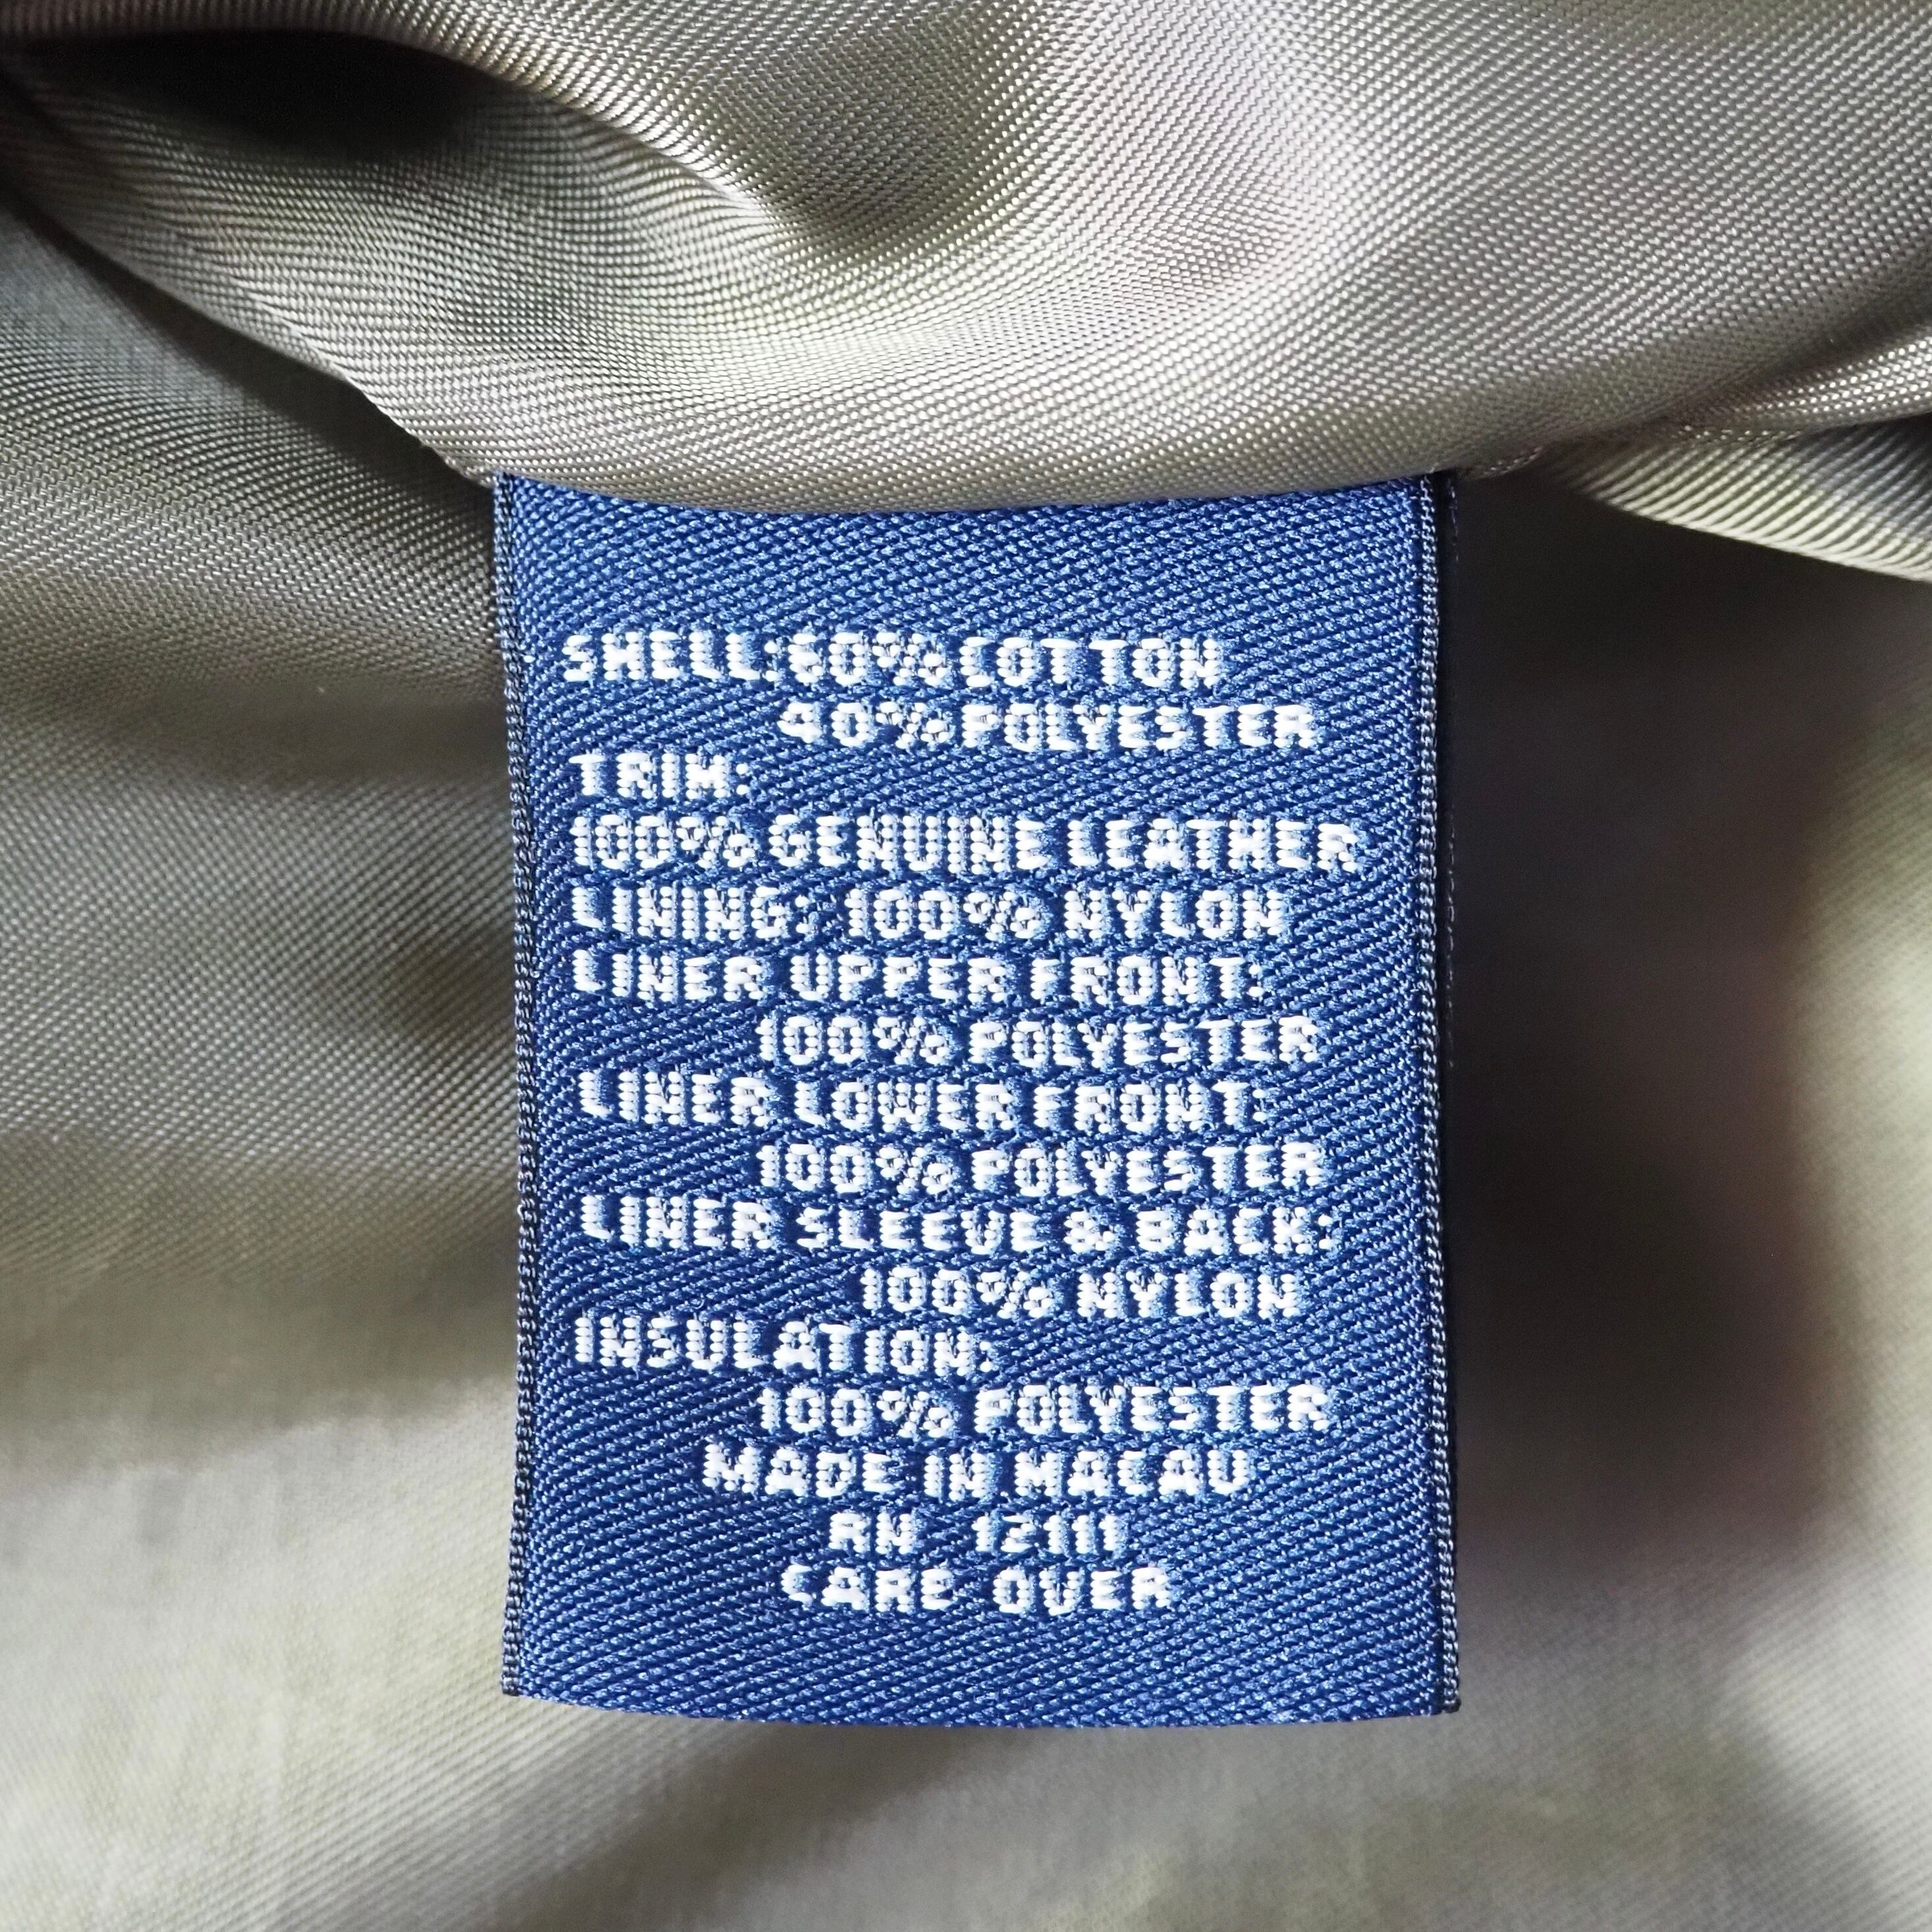 SHELL:60% COTTON
40% POLYESTER
TRIM:
100% GENUINE LEATHER
LINING: 100% NYLON
LINER UPPER FRONT:
100% POLYESTER
LINER LOWER FRONT:
100% POLYESTER
LINER SLEEVE & BACK:
100% NYLON
INSULATION:
100% POLYESTER
MADE IN MACAU
RN 12111
CARE OVER